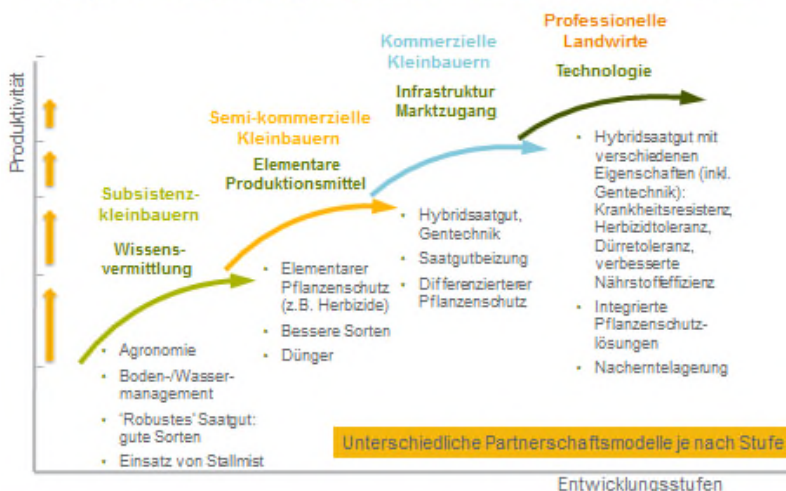 Produktivität
Subsistenz-
kleinbauern
Wissens-
vermittlung
• Agronomie
• Boden-/Wasser-
management
• 'Robustes' Saatgut:
gute Sorten
• Einsatz von Stallmist
Semi-kommerzielle
Kleinbauern
Elementare
Produktionsmittel
• Elementarer
Pflanzenschutz
(z.B. Herbizide)
• Bessere Sorten
• Dünger
Kommerzielle
Kleinbauern
Infrastruktur
Marktzugang
• Hybridsaatgut,
Gentechnik
• Saatgutbeizung
• Differenzierterer
Pflanzenschutz
Professionelle
Landwirte
Technologie
• Hybridsaatgut mit
verschiedenen
Eigenschaften (inkl.
Gentechnik):
Krankheitsresistenz,
Herbizidtoleranz,
Dürretoleranz,
verbesserte
Nährstoffeffizienz
• Integrierte
Pflanzenschutz-
lösungen
• Nacherntelagerung
Unterschiedliche Partnerschaftsmodelle je nach Stufe
Entwicklungsstufen